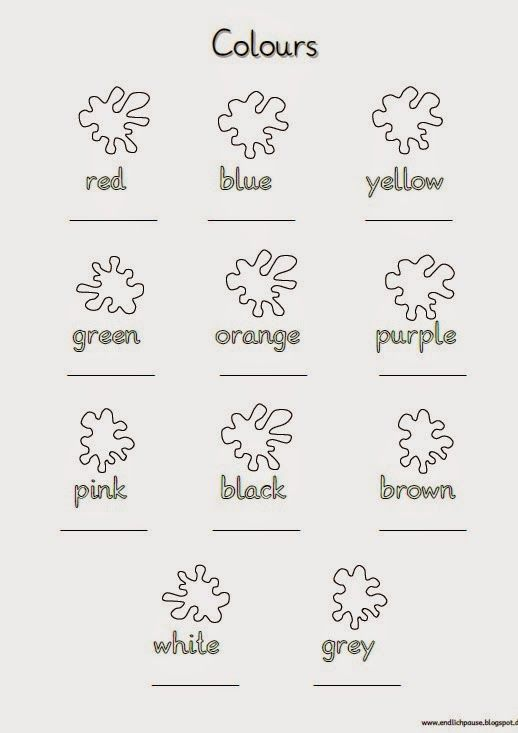 Colours
red blue yellow
green orange purple
pink black brown
white grey
www.endlichpause.blogspot.d